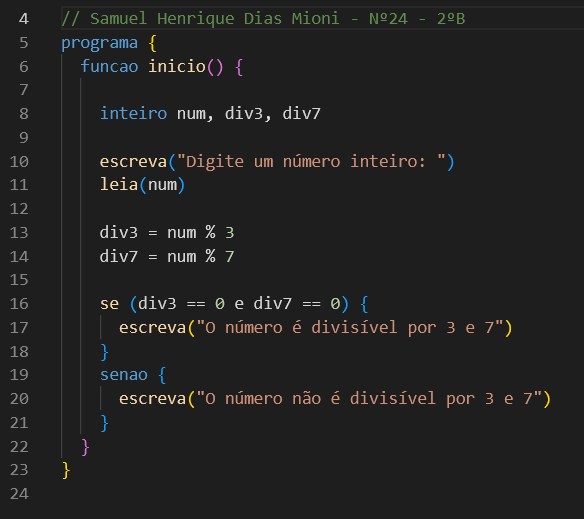 4 // Samuel Henrique Dias Mioni - Nº24 - 2ºB
5 programa {
6 funcao inicio() {
7
8 inteiro num, div3, div7
9
10 escreva("Digite um número inteiro: ")
11 leia(num)
12
13 div3 = num % 3
14 div7 = num % 7
15
16 se (div3 == 0 e div7 == 0) {
17 escreva("O número é divisível por 3 e 7")
18 }
19 senao {
20 escreva("O número não é divisível por 3 e 7")
21 }
22 }
23 }
24